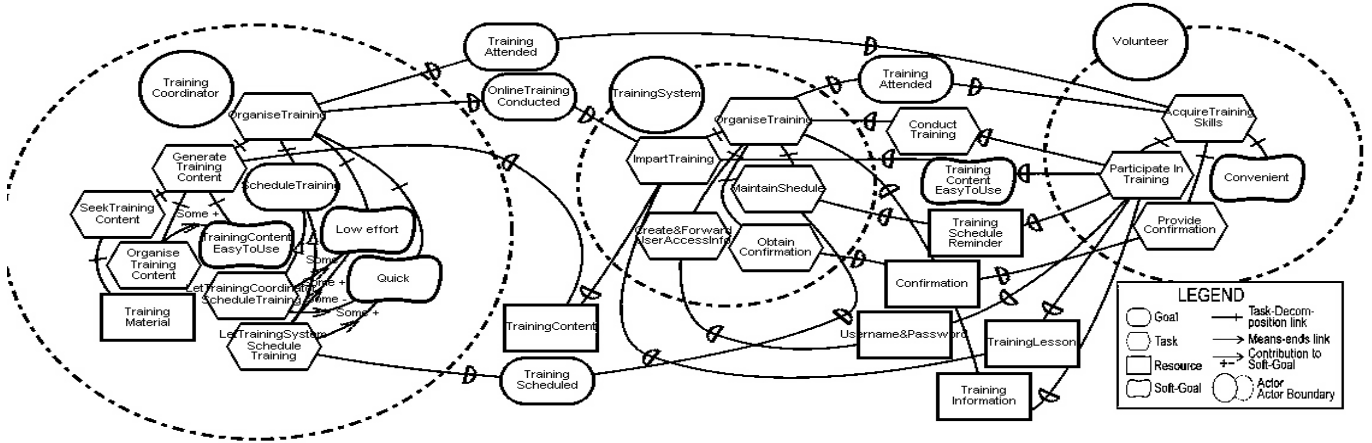 Training
Coordinator
OrganiseTraining
Generate
Training
Content
ScheduleTraining
SeekTraining
Content
Some +
TrainingContent
EasyToUse
Low effort
Organise
Training
Content
Some -
Quick
LetTrainingCoordinator
ScheduleTraining
Some +
Some -
Some +
Training
Material
LetTrainingSystem
Schedule
Training
Training
Attended
OnlineTraining
Conducted
TrainingContent
Training
Scheduled
TrainingSystem
OrganiseTraining
ImpartTraining
MaintainShedule
Create&Forward
UserAccessInfo
Obtain
Confirmation
Training
Attended
Conduct
Training
Training
Content
EasyToUse
Training
Schedule
Reminder
Confirmation
Username&Password
TrainingLesson
Training
Information
Volunteer
AcquireTraining
Skills
Participate In
Training
Convenient
Provide
Confirmation
LEGEND
Goal
Task
Resource
Soft-Goal
Task-Decom-
position link
Means-ends link
Contribution to
+- Soft-Goal
Actor
Actor Boundary